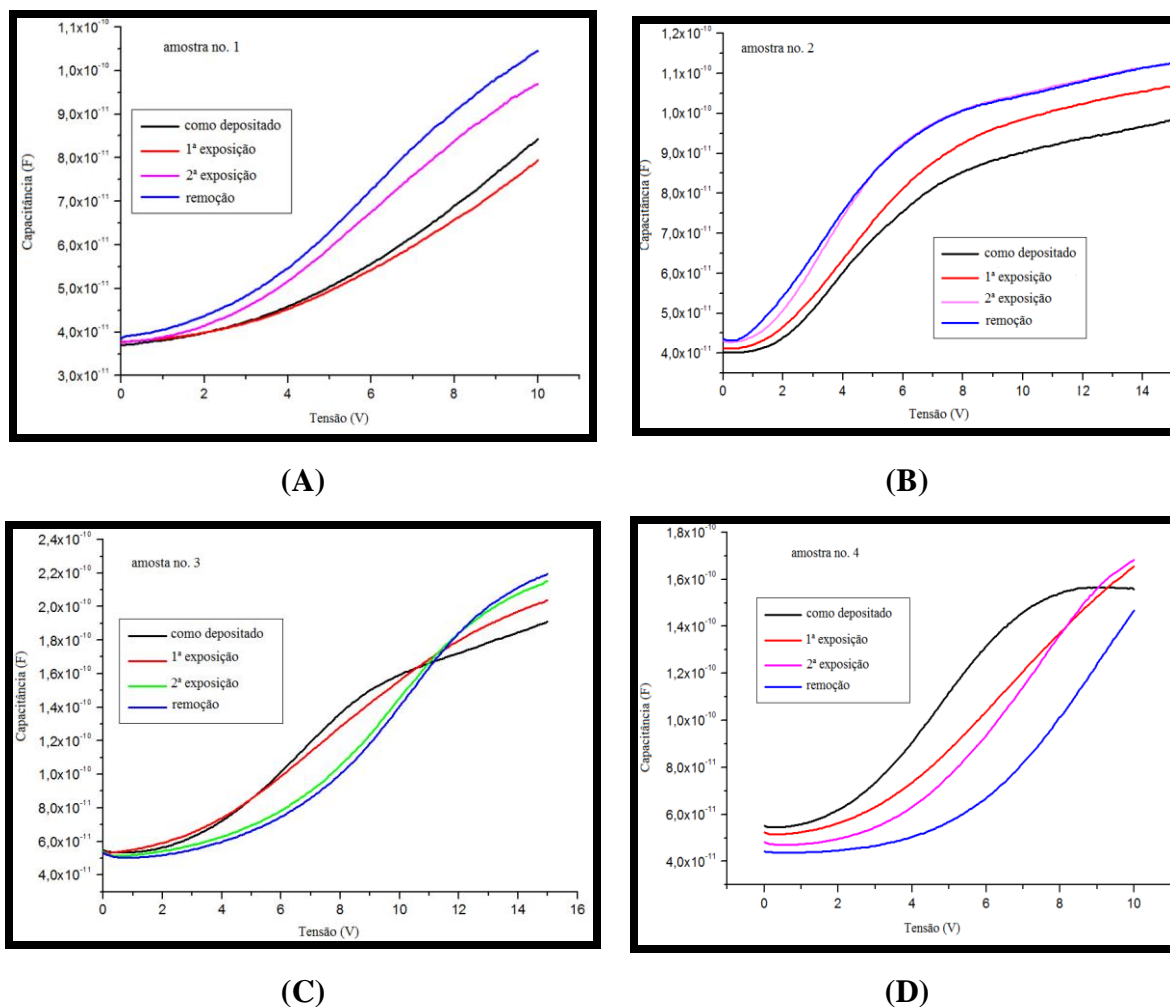 amostra no. 1
Capacitância (F)
1,1x10⁻¹⁰
1,0x10⁻¹⁰
9,0x10⁻¹¹
8,0x10⁻¹¹
7,0x10⁻¹¹
6,0x10⁻¹¹
5,0x10⁻¹¹
4,0x10⁻¹¹
3,0x10⁻¹¹
como depositado
1ª exposição
2ª exposição
remoção
0 2 4 6 8 10
Tensão (V)
(A)
amostra no. 2
Capacitância (F)
1,2x10⁻¹⁰
1,1x10⁻¹⁰
1,0x10⁻¹⁰
9,0x10⁻¹¹
8,0x10⁻¹¹
7,0x10⁻¹¹
6,0x10⁻¹¹
5,0x10⁻¹¹
4,0x10⁻¹¹
como depositado
1ª exposição
2ª exposição
remoção
0 2 4 6 8 10 12 14
Tensão (V)
(B)
amosta no. 3
Capacitância (F)
2,4x10⁻¹⁰
2,2x10⁻¹⁰
2,0x10⁻¹⁰
1,8x10⁻¹⁰
1,6x10⁻¹⁰
1,4x10⁻¹⁰
1,2x10⁻¹⁰
1,0x10⁻¹⁰
8,0x10⁻¹¹
6,0x10⁻¹¹
4,0x10⁻¹¹
como depositado
1ª exposição
2ª exposição
remoção
0 2 4 6 8 10 12 14 16
Tensão (V)
(C)
amostra no. 4
Capacitância (F)
1,8x10⁻¹⁰
1,6x10⁻¹⁰
1,4x10⁻¹⁰
1,2x10⁻¹⁰
1,0x10⁻¹⁰
8,0x10⁻¹¹
6,0x10⁻¹¹
4,0x10⁻¹¹
como depositado
1ª exposição
2ª exposição
remoção
0 2 4 6 8 10
Tensão (V)
(D)